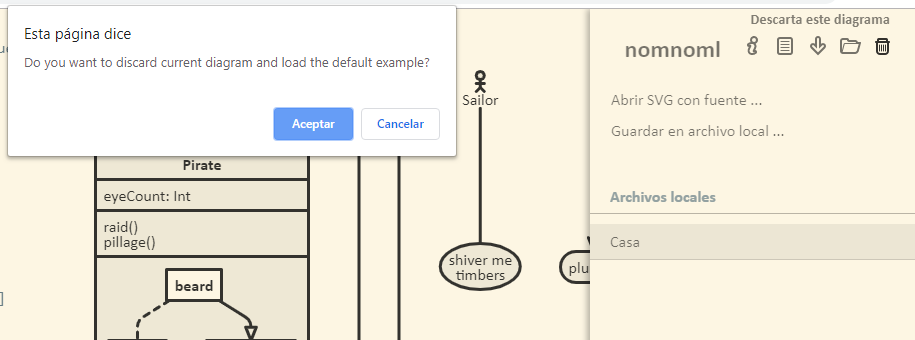 Descarta este diagrama
Esta página dice
Do you want to discard current diagram and load the default example?
Aceptar
Cancelar
nomnoml
Abrir SVG con fuente ...
Guardar en archivo local ...
Archivos locales
Casa
Sailor
Pirate
eyeCount: Int
raid()
pillage()
beard
shiver me
timbers
plu
]